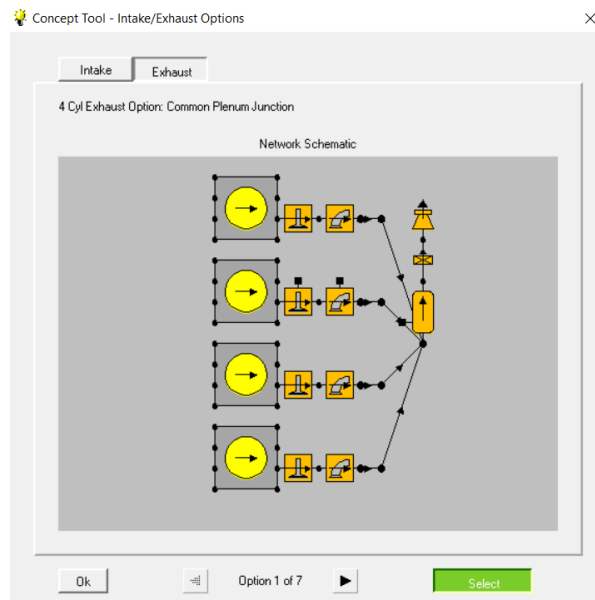 Concept Tool - Intake/Exhaust Options
Intake
Exhaust
4 Cyl Exhaust Option: Common Plenum Junction
Network Schematic
Ok
Option 1 of 7
Select